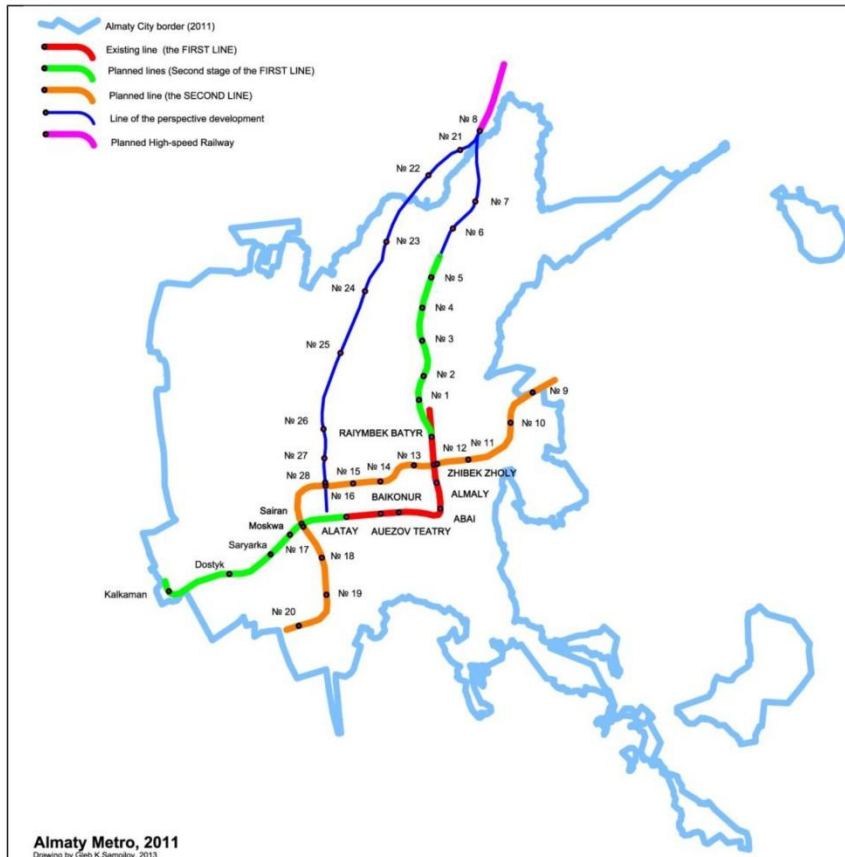 Almaty City border (2011)
Existing line (the FIRST LINE)
Planned lines (Second stage of the FIRST LINE)
Planned line (the SECOND LINE)
Line of the perspective development
Planned High-speed Railway
№ 8
№ 21
№ 22
№ 7
№ 6
№ 23
№ 5
№ 24
№ 4
№ 3
№ 25
№ 2
№ 9
№ 1
№ 10
№ 26
RAIYMBEK BATYR
№ 11
№ 12
№ 27
№ 13
ZHIBEK ZHOLY
№ 14
№ 15
№ 28
№ 16
BAIKONUR
ALMALY
Sairan
ABAI
Moskwa
ALATAY
AUEZOV TEATRY
Saryarka
№ 17
№ 18
Dostyk
Kalkaman
№ 19
№ 20
Almaty Metro, 2011
Drawing by Gleb K.Samoilov, 2013